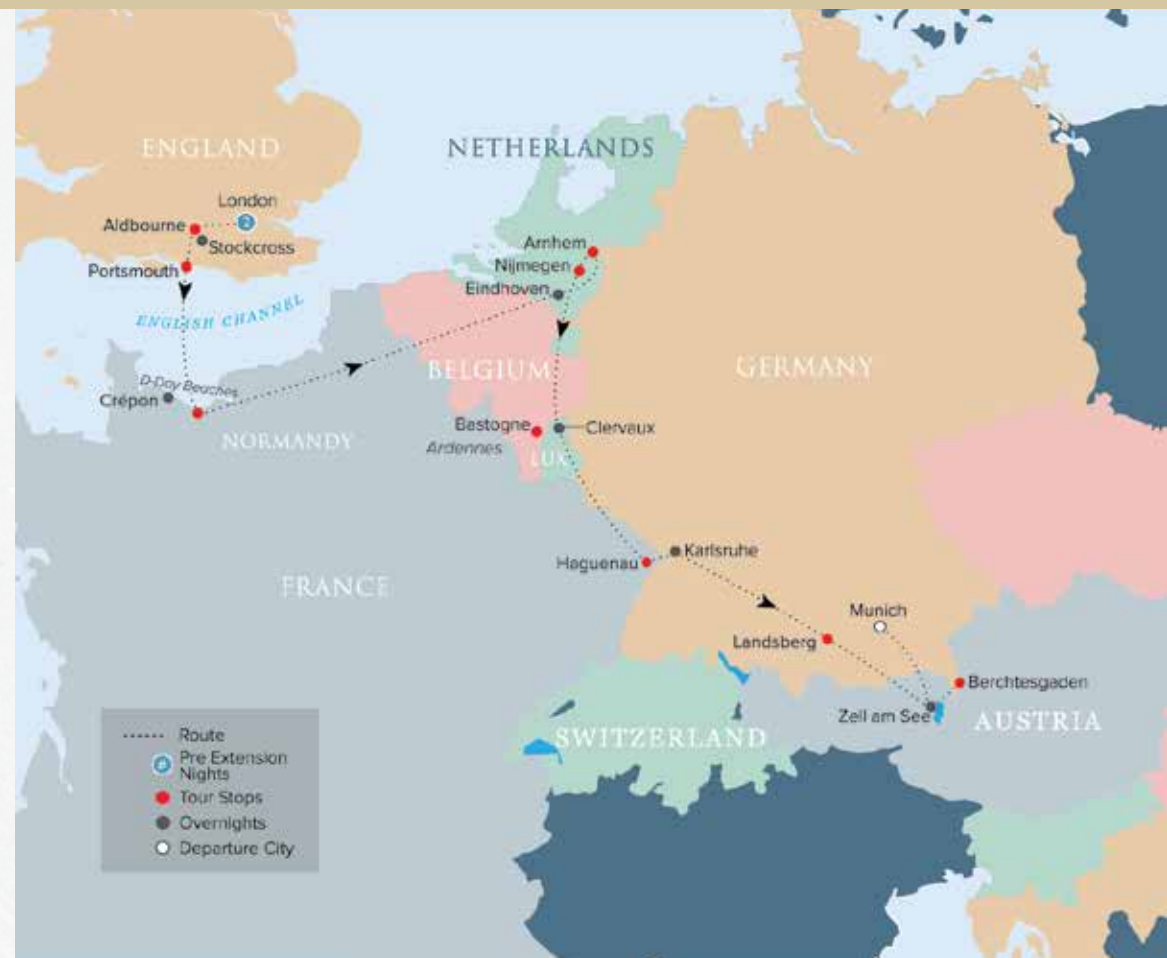 ENGLAND
NETHERLANDS
London
2
Aldbourne
Stockcross
Portsmouth
Arnhem
Nijmegen
Eindhoven
ENGLISH CHANNEL
BELGIUM
GERMANY
D-Day Beaches
Crépon
NORMANDY
Bastogne
Ardennes
Clervaux
LUX
Haguenau
Karlsruhe
FRANCE
Munich
Landsberg
Berchtesgaden
Zell am See
AUSTRIA
SWITZERLAND
Route
#
Pre Extension
Nights
Tour Stops
Overnights
Departure City